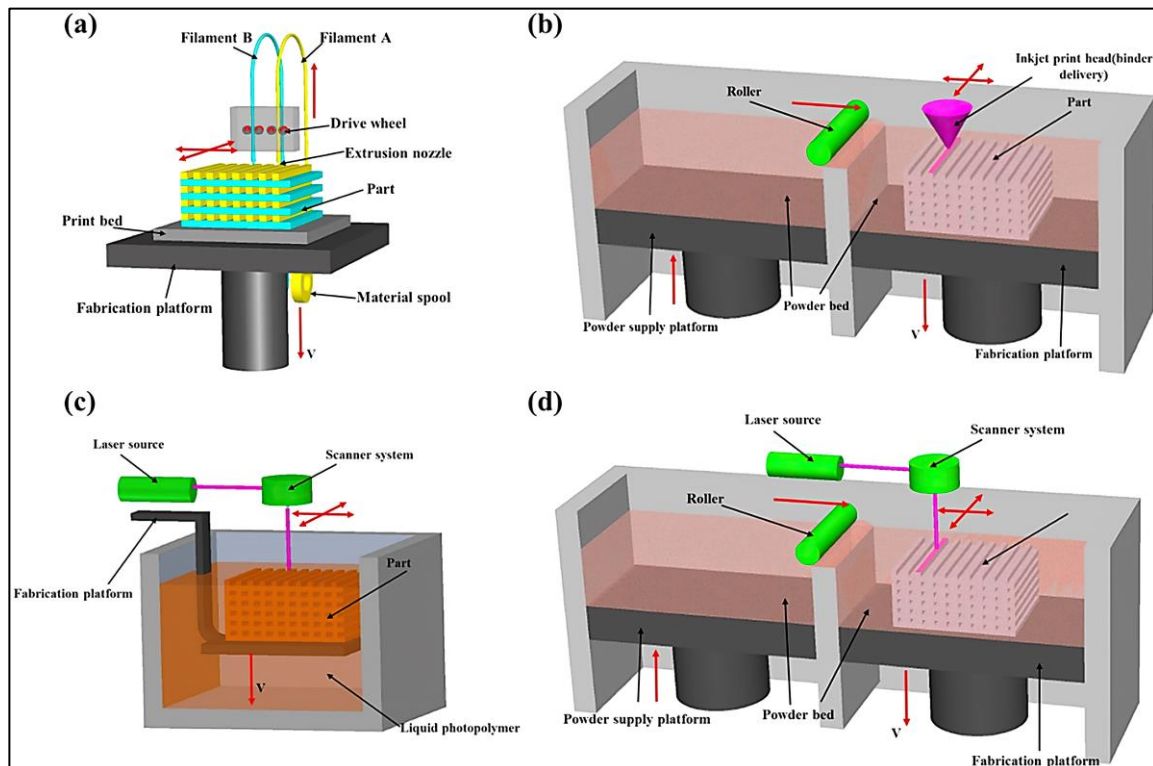 (a)
Filament B
Filament A
Drive wheel
Extrusion nozzle
Part
Print bed
Fabrication platform
Material spool
V
(b)
Inkjet print head(binder
delivery)
Roller
Part
Powder bed
Powder supply platform
V
Fabrication platform
(c)
Laser source
Scanner system
Part
Fabrication platform
V
Liquid photopolymer
(d)
Scanner system
Laser source
Roller
Powder supply platform
Powder bed
V
Fabrication platform